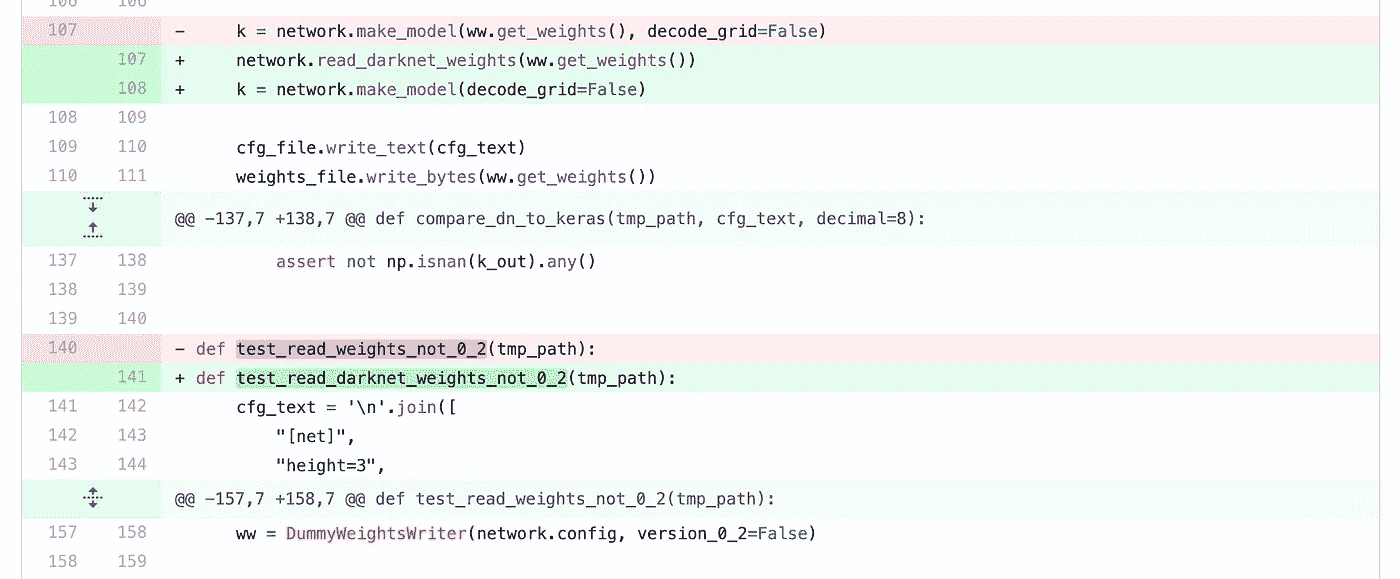 106 106
107 - k = network.make_model(ww.get_weights(), decode_grid=False)
107 + network.read_darknet_weights(ww.get_weights())
108 + k = network.make_model(decode_grid=False)
108 109
109 110 cfg_file.write_text(cfg_text)
110 111 weights_file.write_bytes(ww.get_weights())
@@ -137,7 +138,7 @@ def compare_dn_to_keras(tmp_path, cfg_text, decimal=8):
137 138 assert not np.isnan(k_out).any()
138 139
139 140
140 - def test_read_weights_not_0_2(tmp_path):
141 + def test_read_darknet_weights_not_0_2(tmp_path):
141 142 cfg_text = '\n'.join([
142 143 "[net]",
143 144 "height=3",
@@ -157,7 +158,7 @@ def test_read_weights_not_0_2(tmp_path):
157 158 ww = DummyWeightsWriter(network.config, version_0_2=False)
158 159